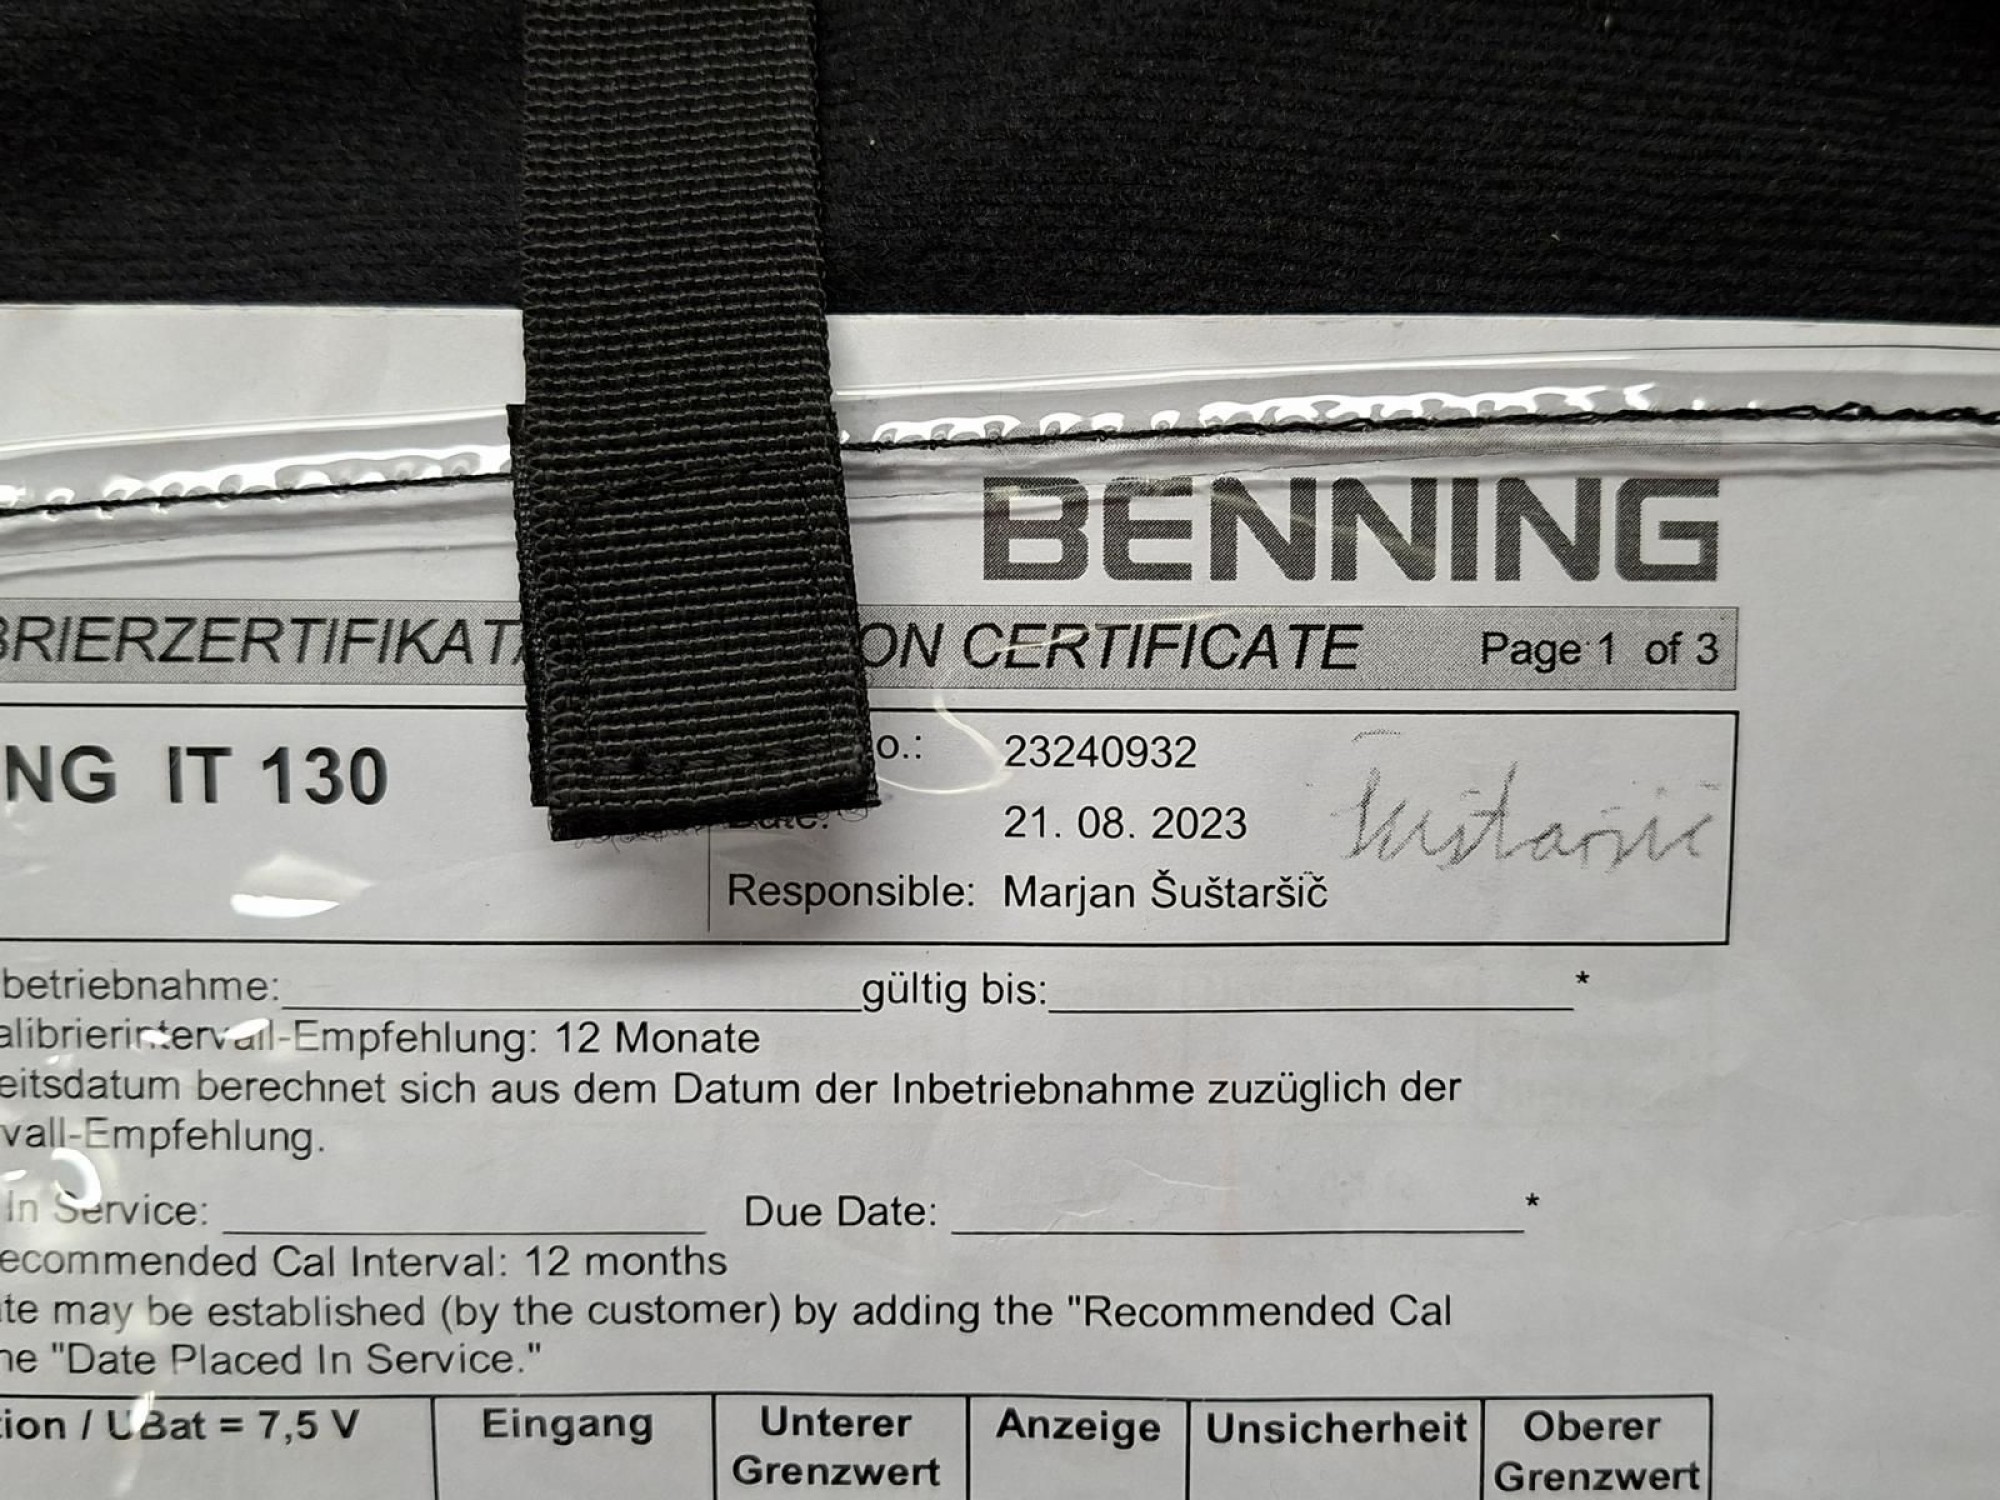 BENNING
BRIERZERTIFIKAT ON CERTIFICATE Page 1 of 3
NG IT 130
o.: 23240932
Date: 21. 08. 2023
Šuštaršič
Responsible: Marjan Šuštaršič
betriebnahme: gültig bis: *
alibrierintervall-Empfehlung: 12 Monate
eitsdatum berechnet sich aus dem Datum der Inbetriebnahme zuzüglich der
vall-Empfehlung.
In Service: Due Date: *
ecommended Cal Interval: 12 months
te may be established (by the customer) by adding the "Recommended Cal
he "Date Placed In Service."
tion / UBat = 7,5 V Eingang Unterer Grenzwert Anzeige Unsicherheit Oberer Grenzwert